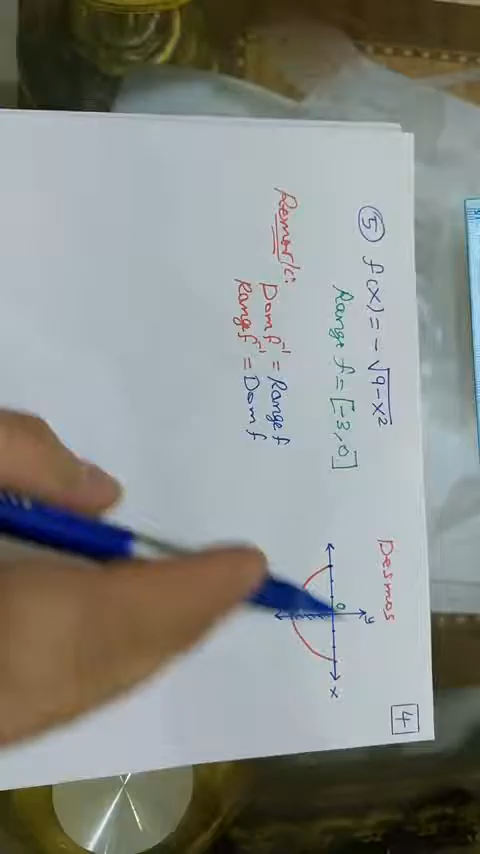 ⑤ f(x) = -√(9-x²)
Range f = [-3, 0]
Remark:
Dom f⁻¹ = Range f
Range f⁻¹ = Dom f
Desmos
4
y
0
x